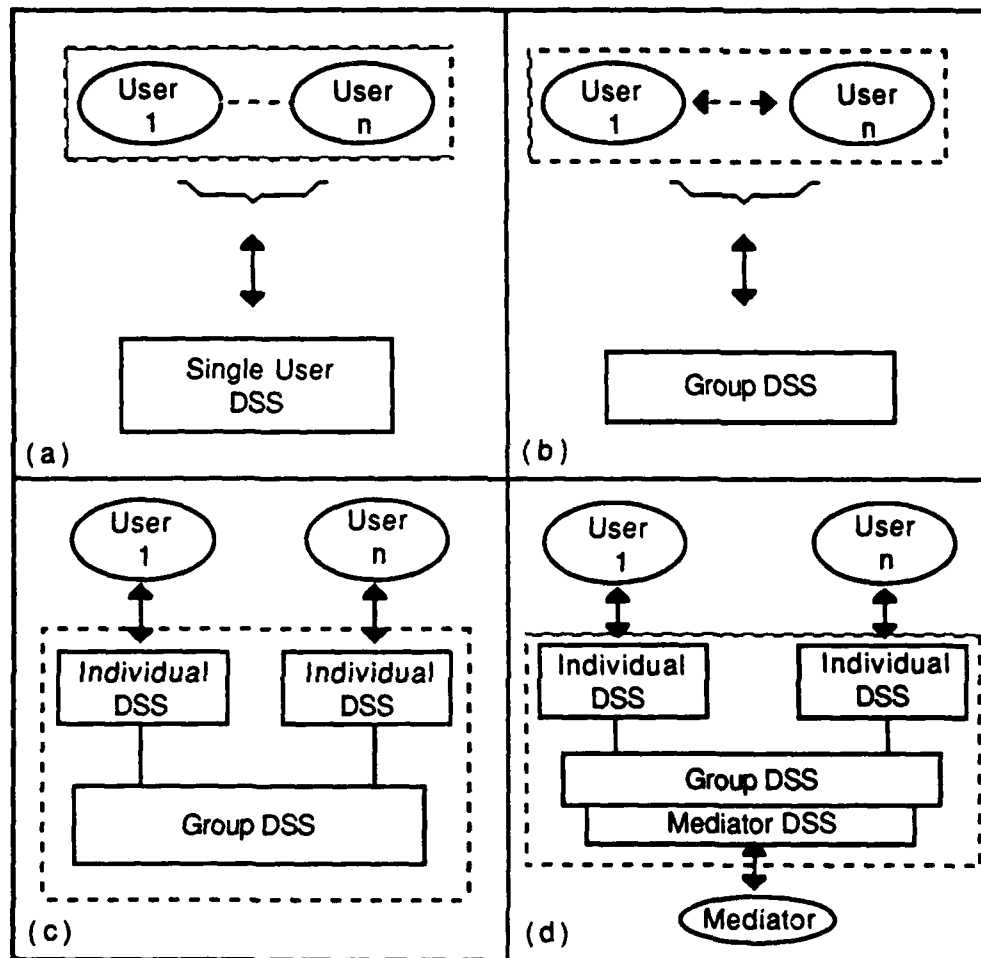 User
1
User
n
Single User
DSS
(a)
User
1
User
n
Group DSS
(b)
User
1
User
n
Individual
DSS
Individual
DSS
Group DSS
(c)
User
1
User
n
Individual
DSS
Individual
DSS
Group DSS
Mediator DSS
Mediator
(d)